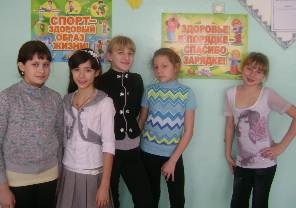 СПОРТ–
ЗДОРОВЫЙ
ОБРАЗ
ЖИЗНИ!
ЗДОРОВЬЕ
В ПОРЯДКЕ–
СПАСИБО
ЗАРЯДКЕ!